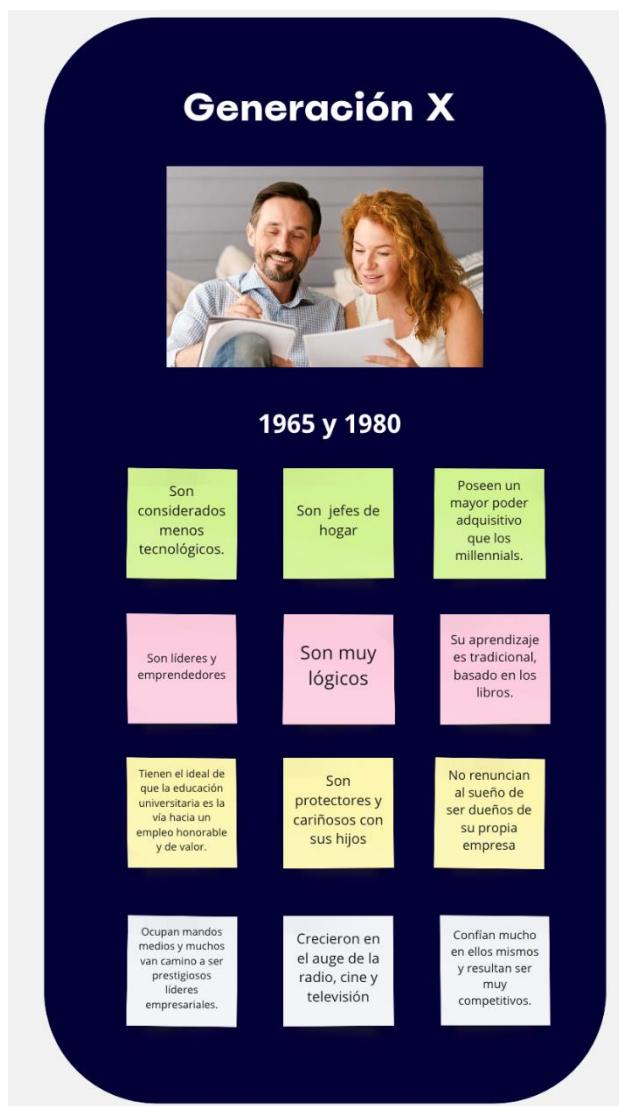 Generación X
1965 y 1980
Son
considerados
menos
tecnológicos.
Son jefes de
hogar
Poseen un
mayor poder
adquisitivo
que los
millennials.
Son líderes y
emprendedores
Son muy
lógicos
Su aprendizaje
es tradicional,
basado en los
libros.
Tienen el ideal de
que la educación
universitaria es la
vía hacia un
empleo honorable
y de valor.
Son
protectores y
cariñosos con
sus hijos
No renuncian
al sueño de
ser dueños de
su propia
empresa
Ocupan mandos
medios y muchos
van camino a ser
prestigiosos
líderes
empresariales.
Crecieron en
el auge de la
radio, cine y
televisión
Confían mucho
en ellos mismos
y resultan ser
muy
competitivos.